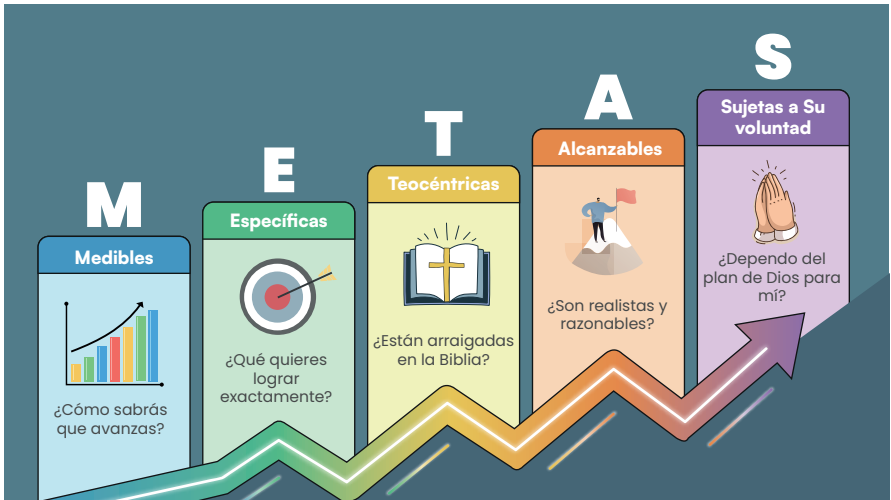 M
Medibles
¿Cómo sabrás
que avanzas?
E
Específicas
¿Qué quieres
lograr
exactamente?
T
Teocéntricas
¿Están arraigadas
en la Biblia?
A
Alcanzables
¿Son realistas y
razonables?
S
Sujetas a Su
voluntad
¿Dependo del
plan de Dios para
mí?